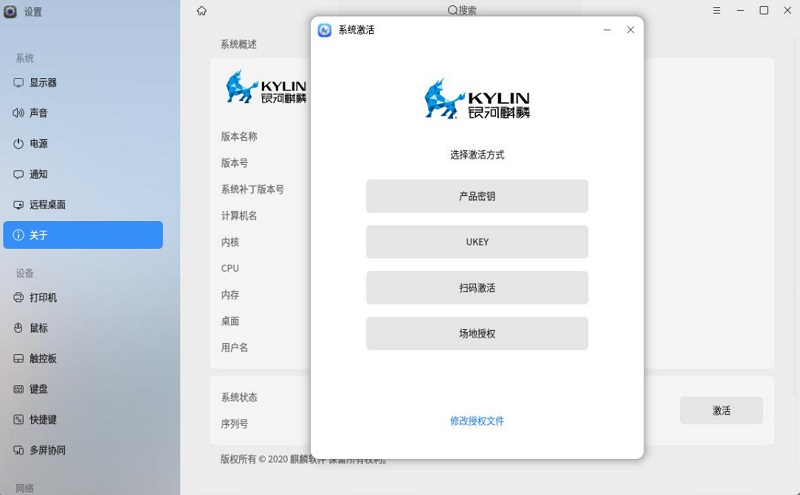 设置
搜索
系统
显示器
声音
电源
通知
远程桌面
关于
设备
打印机
鼠标
触控板
键盘
快捷键
多屏协同
网络
系统概述
KYLIN
银河麒麟
版本名称
版本号
系统补丁版本号
计算机名
内核
CPU
内存
桌面
用户名
系统状态
序列号
激活
版权所有 © 2020 麒麟软件 保留所有权利。
系统激活
KYLIN
银河麒麟
选择激活方式
产品密钥
UKEY
扫码激活
场地授权
修改授权文件